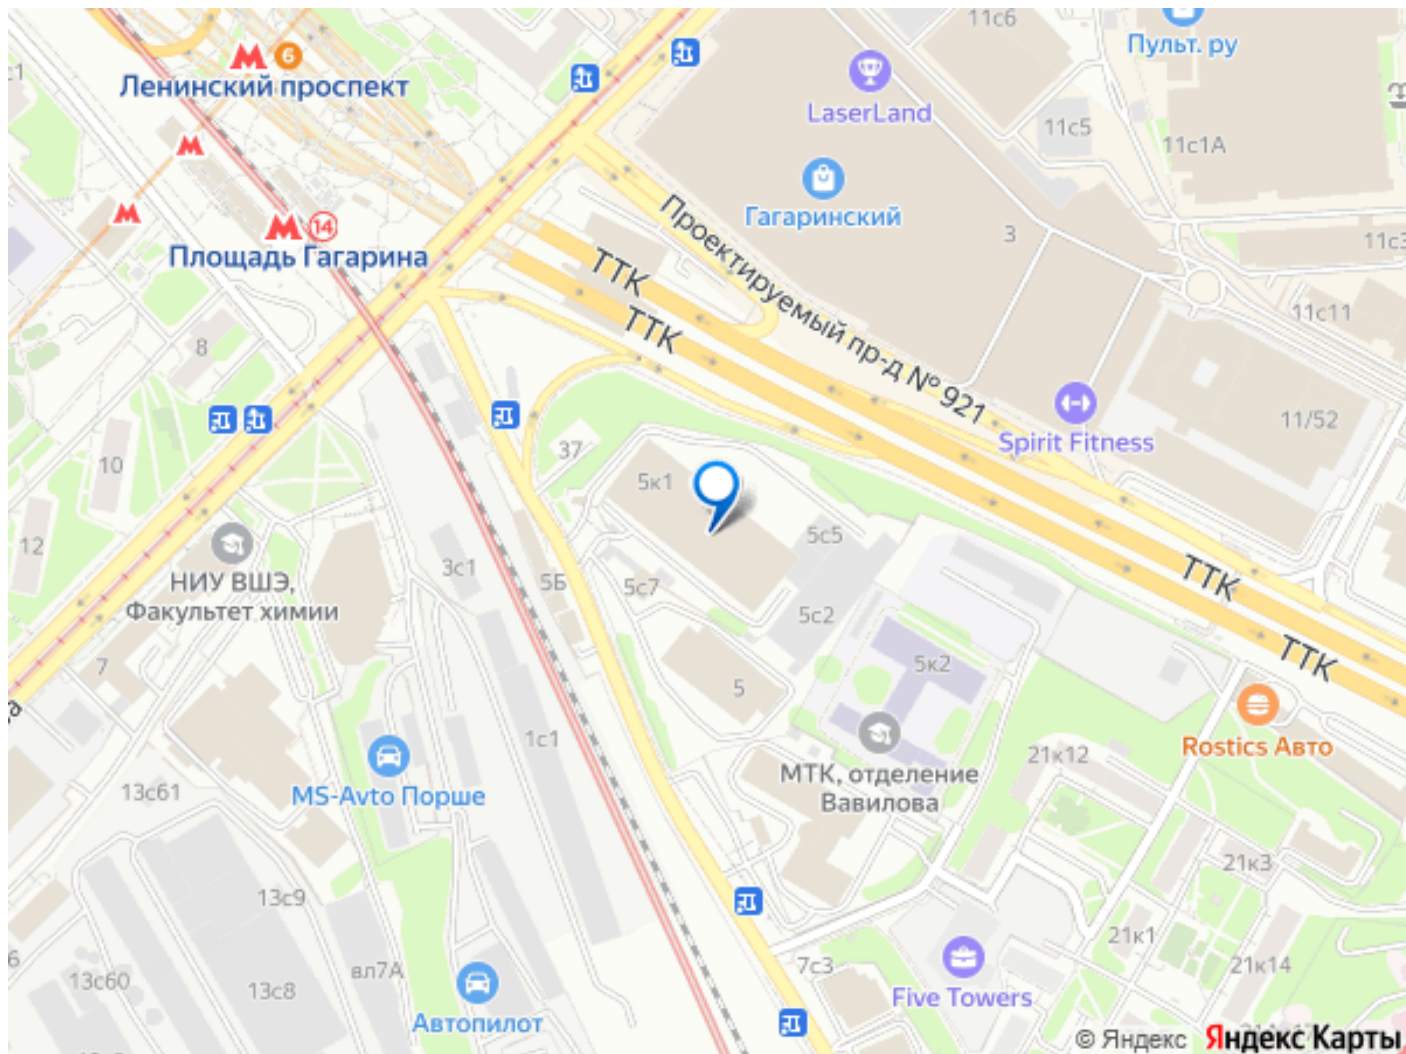 11с6
Пульт. ру
6
Ленинский проспект
LaserLand
11с5
11с1А
Гагаринский
14
Площадь Гагарина
3
11с3
Проектируемый пр-д № 921
ТТК
ТТК
11с11
8
Spirit Fitness
11/52
37
10
5к1
12
НИУ ВШЭ,
Факультет химии
3с1
5Б
5с7
5с5
5с2
ТТК
ТТК
7
5
5к2
Rostics Авто
1с1
21к12
МТК, отделение
Вавилова
MS-Avto Порше
13с61
21к3
13с9
21к1
21к14
7с3
вл7А
13с60
13с8
Five Towers
Автопилот
© Яндекс Яндекс Карты